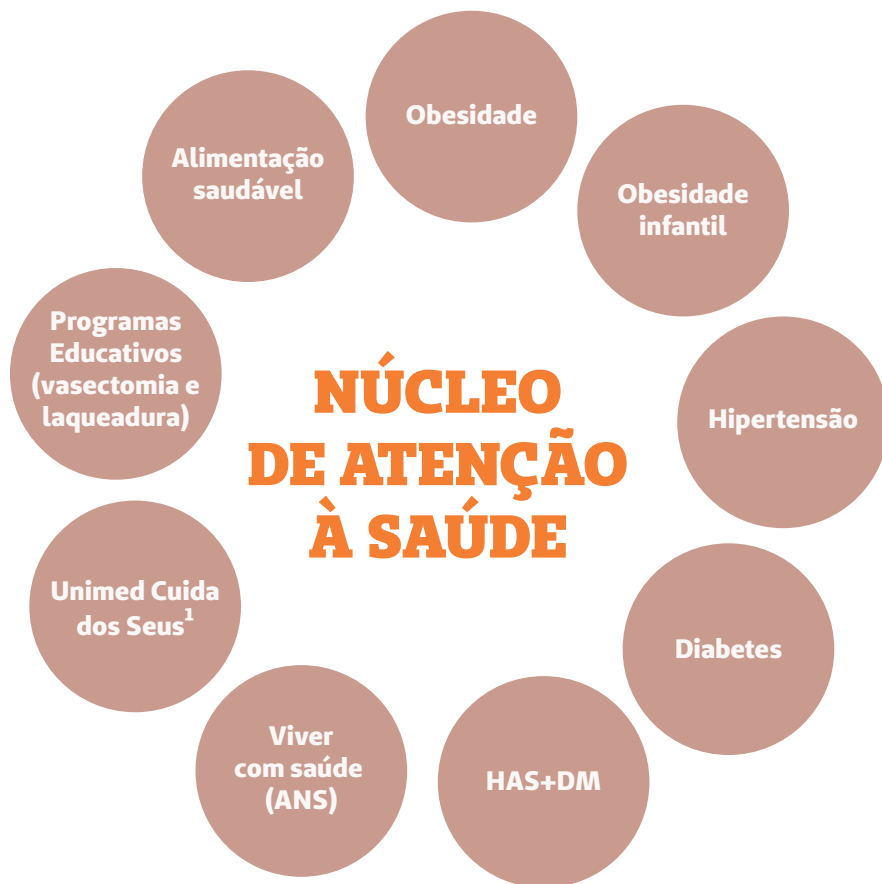 Obesidade
Obesidade
infantil
Hipertensão
Diabetes
HAS+DM
Viver
com saúde
(ANS)
Unimed Cuida
dos Seus¹
Programas
Educativos
(vasectomia e
laqueadura)
Alimentação
saudável
NÚCLEO
DE ATENÇÃO
À SAÚDE